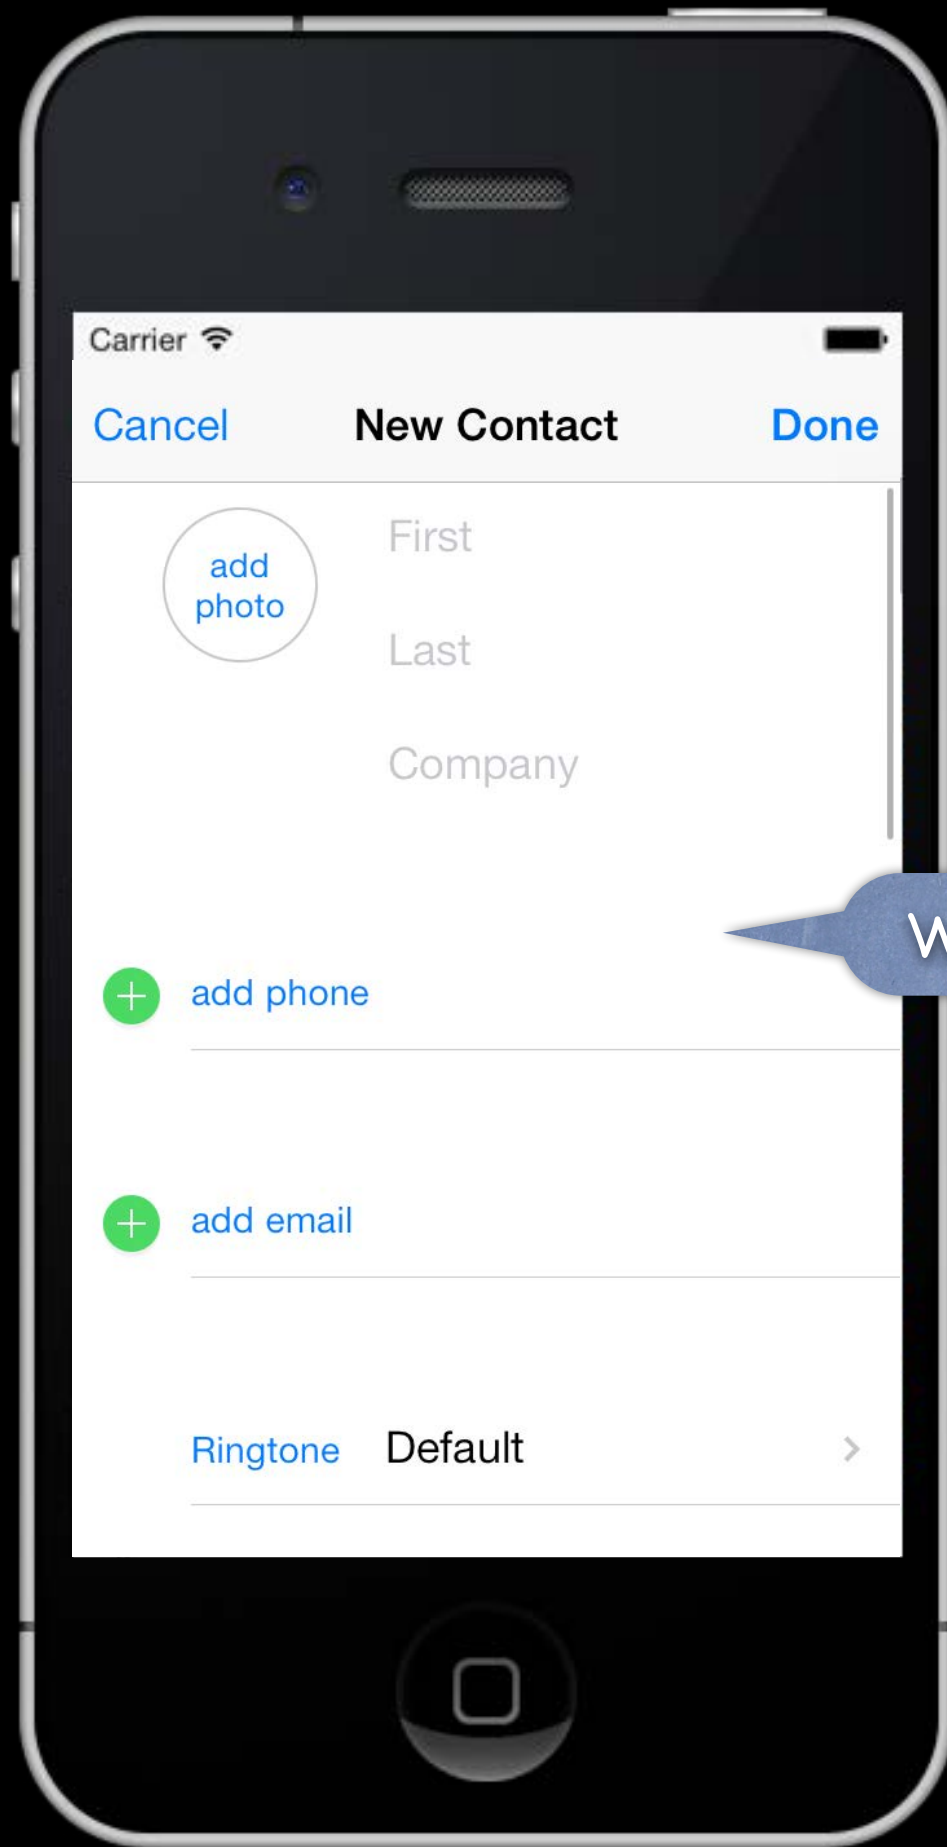 Carrier
Cancel New Contact Done
add
photo
First
Last
Company
add phone
add email
Ringtone Default